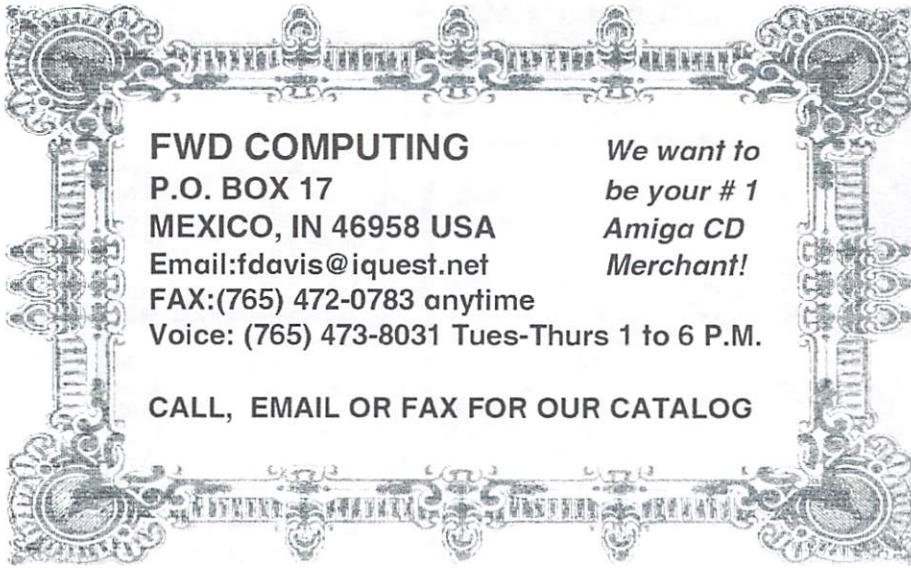 FWD COMPUTING
P.O. BOX 17
MEXICO, IN 46958 USA
Email:fdavis@iquest.net
FAX:(765) 472-0783 anytime
Voice: (765) 473-8031 Tues-Thurs 1 to 6 P.M.
We want to
be your # 1
Amiga CD
Merchant!
CALL, EMAIL OR FAX FOR OUR CATALOG